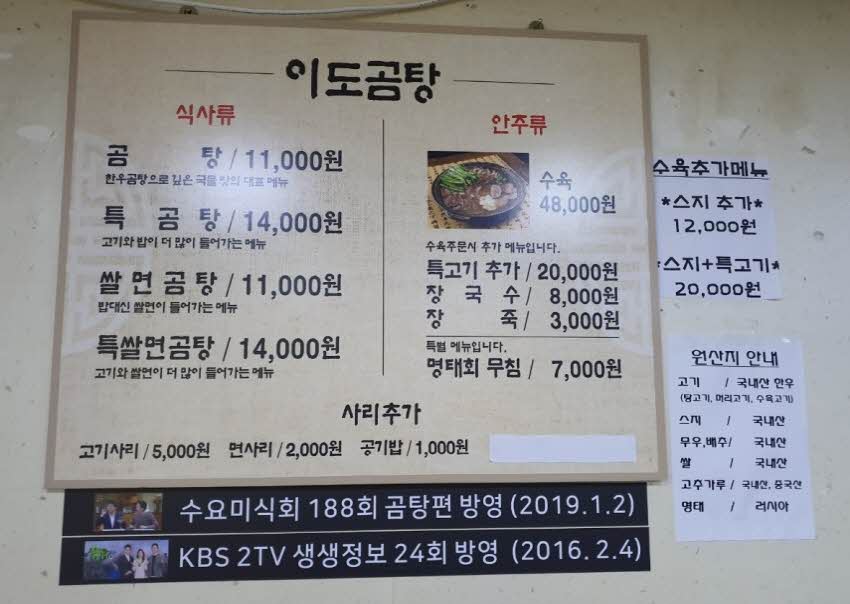 이도곰탕
식사류
곰 탕 / 11,000원
한우곰탕으로 깊은 국물 맛의 대표 메뉴
특 곰탕 / 14,000원
고기와 밥이 더 많이 들어가는 메뉴
쌀면곰탕 / 11,000원
밥대신 쌀면이 들어가는 메뉴
특쌀면곰탕 / 14,000원
고기와 쌀면이 더 많이 들어가는 메뉴
안주류
수육
48,000원
수육주문시 추가 메뉴입니다.
특고기 추가 / 20,000원
장 국 수 / 8,000원
장 죽 / 3,000원
특별 메뉴입니다.
명태회 무침 / 7,000원
사리추가
고기사리 / 5,000원 면사리 / 2,000원 공기밥 / 1,000원
수육추가메뉴
*스지 추가*
12,000원
*스지+특고기*
20,000원
원산지 안내
고기 / 국내산 한우
(탕고기, 머리고기, 수육고기)
스지 / 국내산
무우,배추/ 국내산
쌀 / 국내산
고추가루 / 국내산, 중국산
명태 / 러시아
수요미식회 188회 곰탕편 방영 (2019.1.2)
KBS 2TV 생생정보 24회 방영 (2016. 2.4)